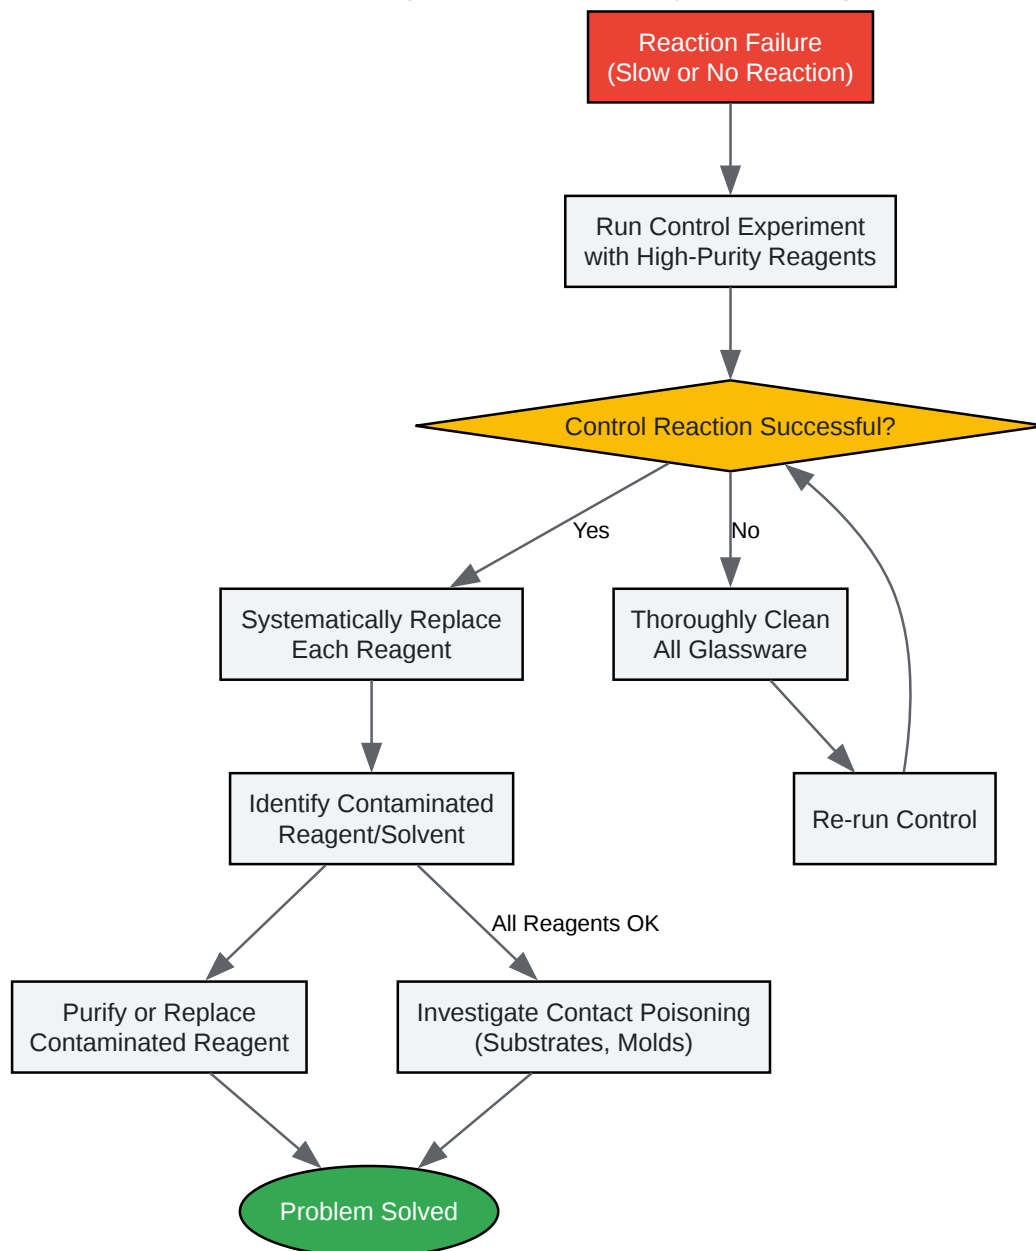 Reaction Failure
(Slow or No Reaction)
Run Control Experiment
with High-Purity Reagents
Control Reaction Successful?
Yes
No
Systematically Replace
Each Reagent
Thoroughly Clean
All Glassware
Identify Contaminated
Reagent/Solvent
Re-run Control
All Reagents OK
Purify or Replace
Contaminated Reagent
Investigate Contact Poisoning
(Substrates, Molds)
Problem Solved